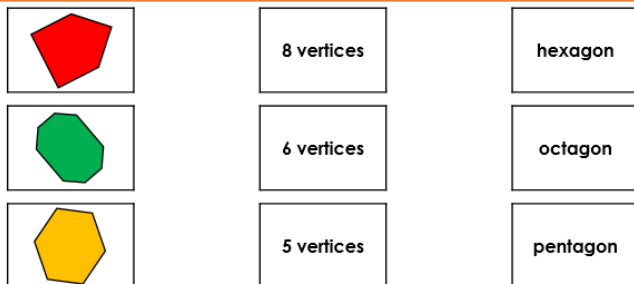 8 vertices
hexagon
6 vertices
octagon
5 vertices
pentagon